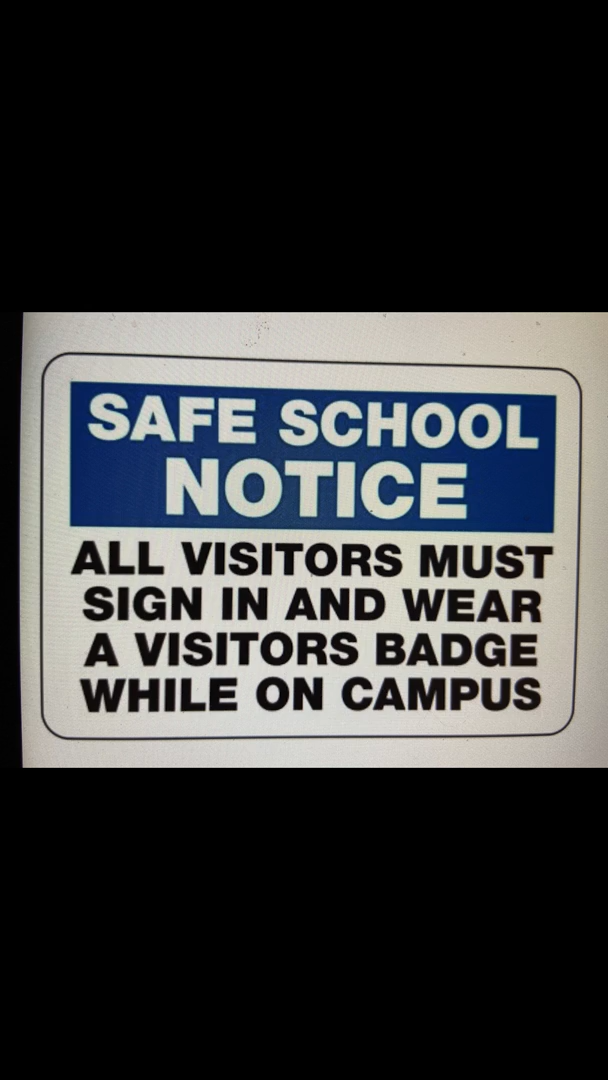 SAFE SCHOOL
NOTICE
ALL VISITORS MUST
SIGN IN AND WEAR
A VISITORS BADGE
WHILE ON CAMPUS